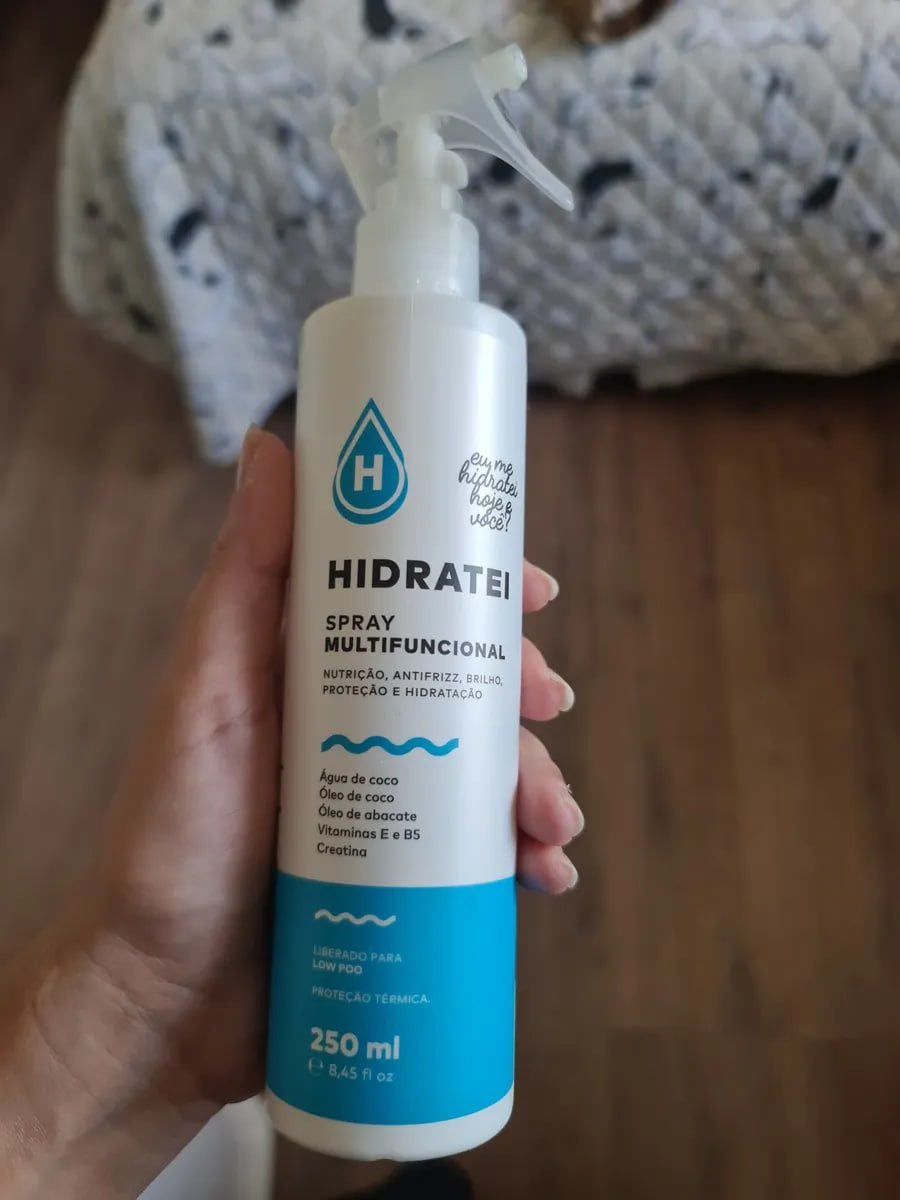 H
eu me
hidratei
hoje e
você?
HIDRATEI
SPRAY
MULTIFUNCIONAL
NUTRIÇÃO, ANTIFRIZZ, BRILHO,
PROTEÇÃO E HIDRATAÇÃO
Água de coco
Óleo de coco
Óleo de abacate
Vitaminas E e B5
Creatina
LIBERADO PARA
LOW POO
PROTEÇÃO TÉRMICA.
250 ml
℮ 8,45 fl oz